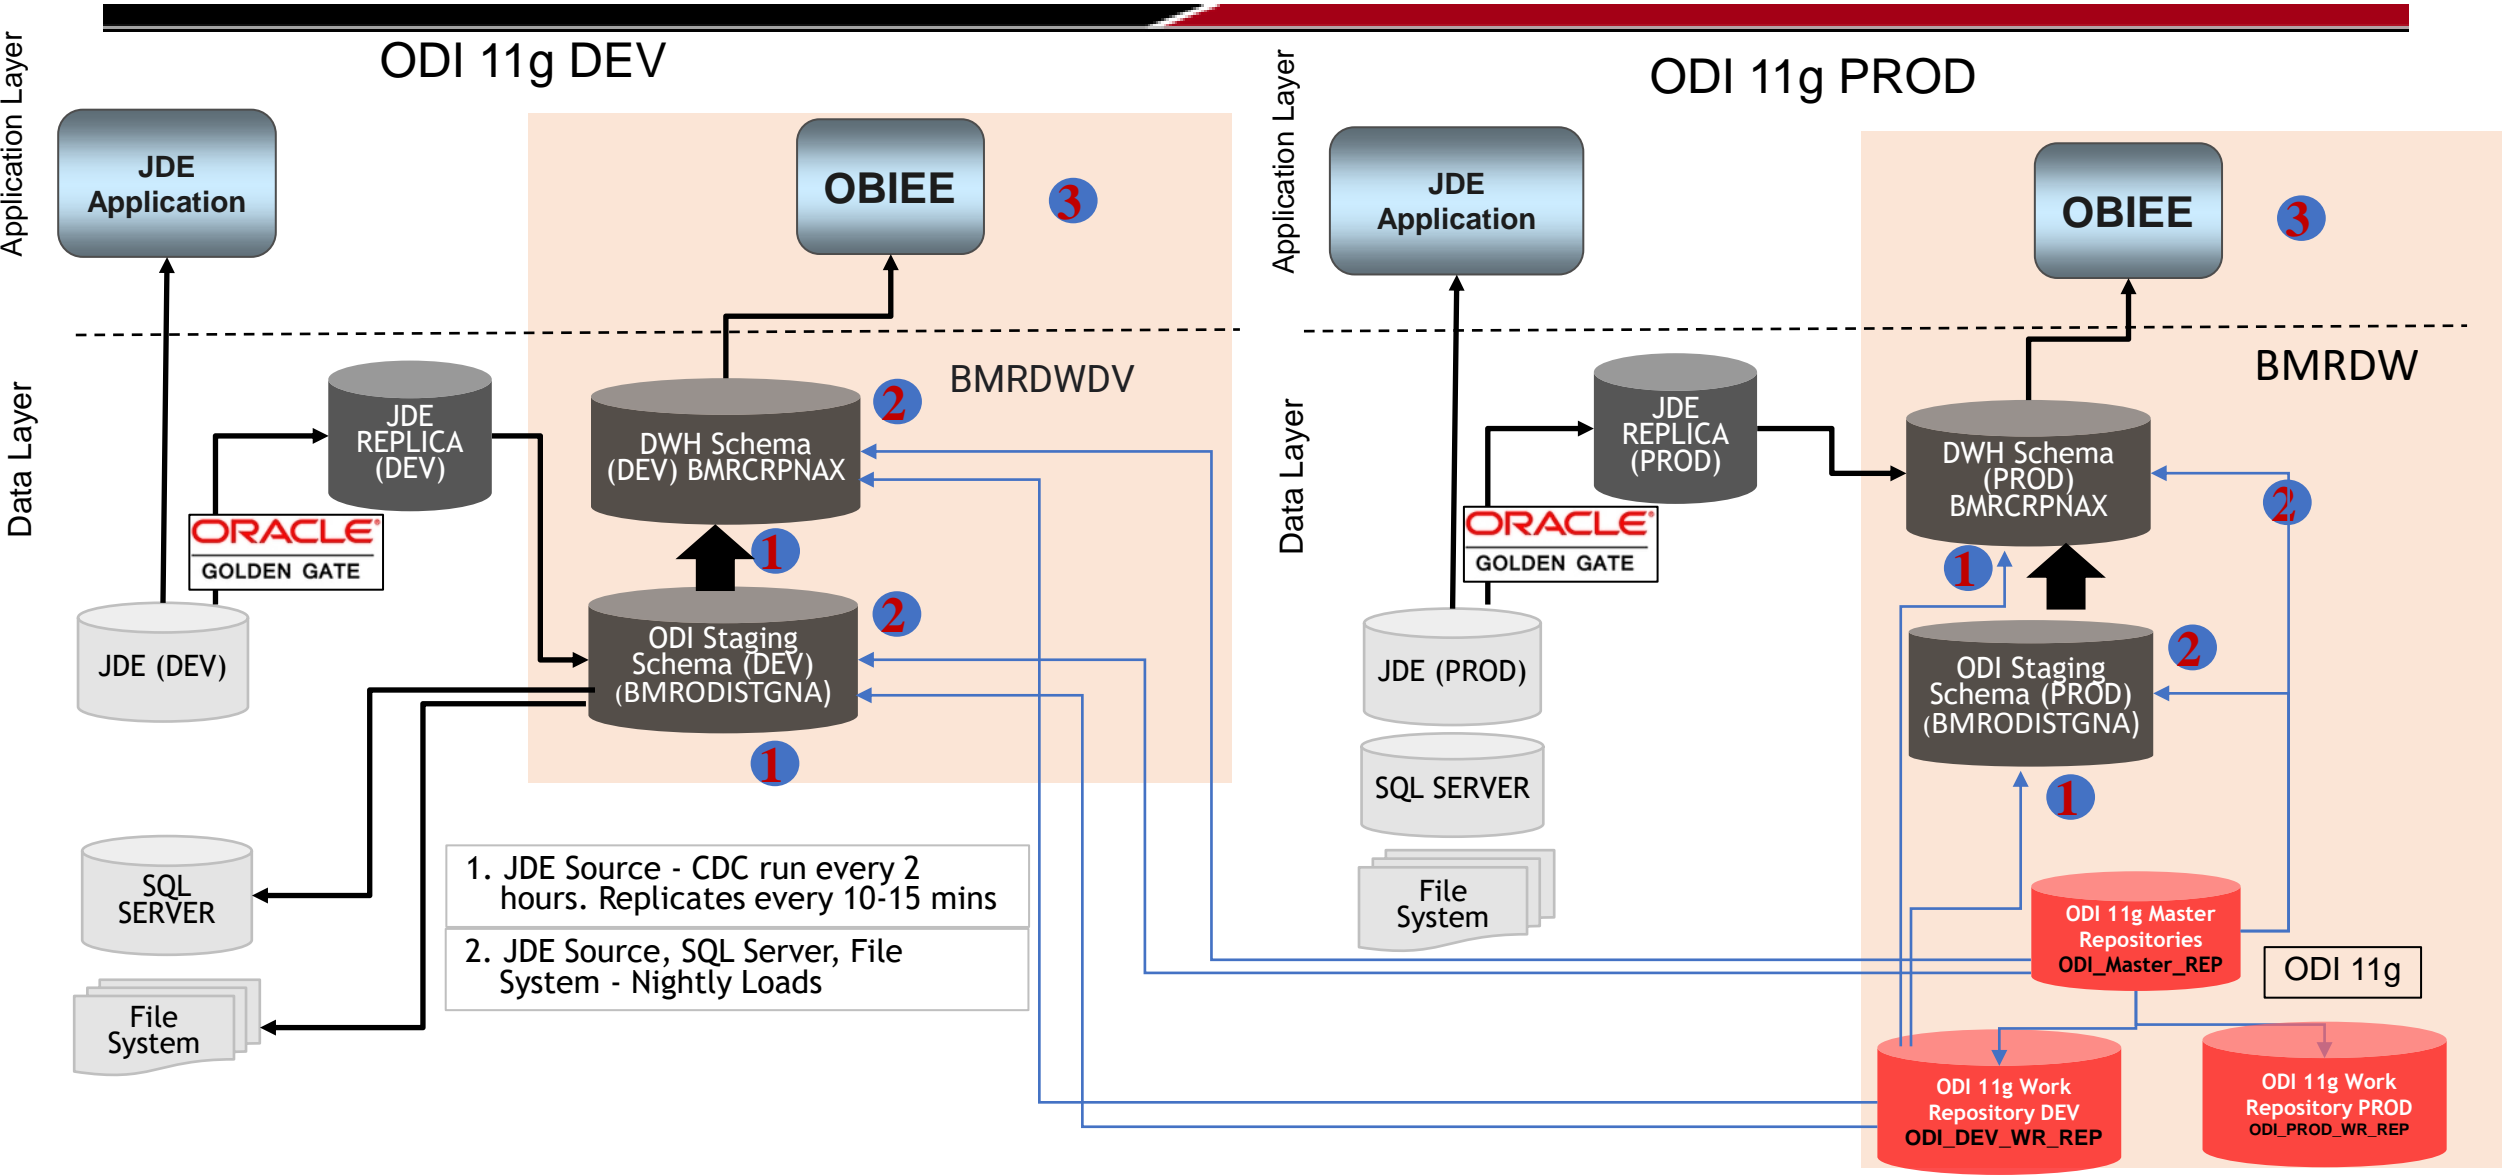 ODI 11g DEV
Application Layer
JDE
Application
OBIEE
3
Data Layer
BMRDWDV
JDE
REPLICA
(DEV)
2
DWH Schema
(DEV) BMRCRPNAX
ORACLE®
GOLDEN GATE
1
2
JDE (DEV)
ODI Staging
Schema (DEV)
(BMRODISTGNA)
1
SQL
SERVER
File
System
1. JDE Source - CDC run every 2
hours. Replicates every 10-15 mins
2. JDE Source, SQL Server, File
System - Nightly Loads
ODI 11g PROD
Application Layer
JDE
Application
OBIEE
3
Data Layer
BMRDW
JDE
REPLICA
(PROD)
DWH Schema
(PROD)
BMRCRPNAX
2
ORACLE®
GOLDEN GATE
1
2
JDE (PROD)
ODI Staging
Schema (PROD)
(BMRODISTGNA)
1
SQL SERVER
File
System
ODI 11g Master
Repositories
ODI_Master_REP
ODI 11g
ODI 11g Work
Repository DEV
ODI_DEV_WR_REP
ODI 11g Work
Repository PROD
ODI_PROD_WR_REP